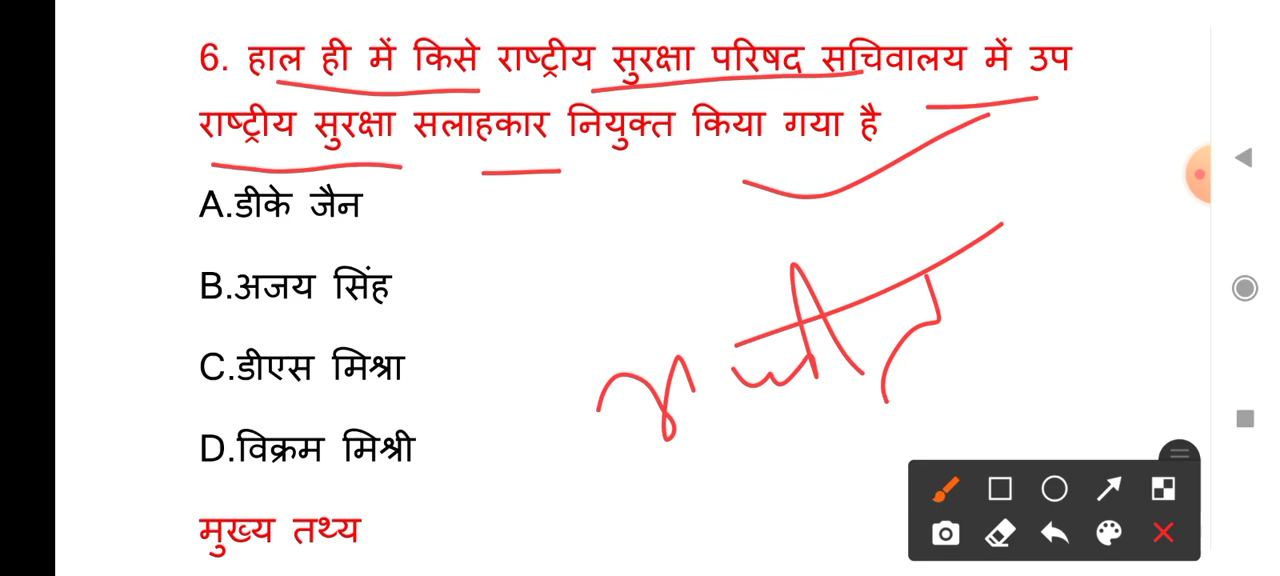 6. हाल ही में किसे राष्ट्रीय सुरक्षा परिषद सचिवालय में उप
राष्ट्रीय सुरक्षा सलाहकार नियुक्त किया गया है
A.डीके जैन
B.अजय सिंह
C.डीएस मिश्रा
D.विक्रम मिश्री
मुख्य तथ्य